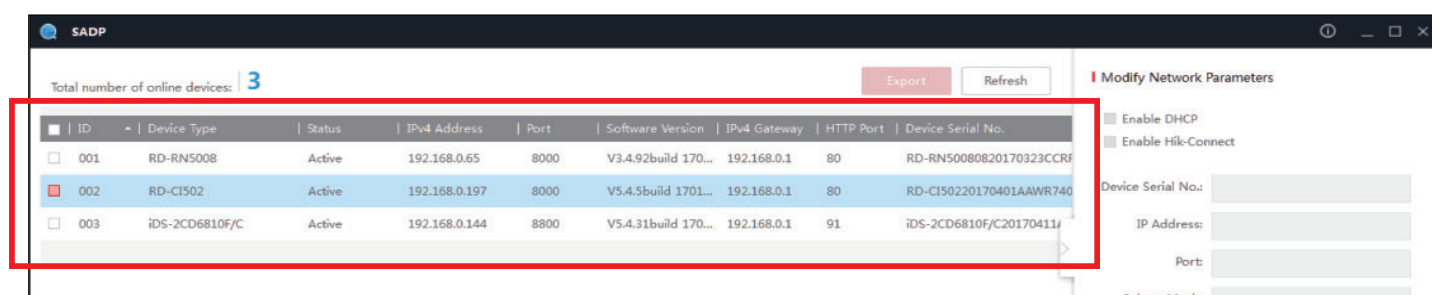 SADP
Total number of online devices: 3
Export Refresh
Modify Network Parameters
ID Device Type Status IPv4 Address Port Software Version IPv4 Gateway HTTP Port Device Serial No.
Enable DHCP
Enable Hik-Connect
001 RD-RN5008 Active 192.168.0.65 8000 V3.4.92build 170... 192.168.0.1 80 RD-RN50080820170323CCRR
002 RD-CI502 Active 192.168.0.197 8000 V5.4.5build 1701... 192.168.0.1 80 RD-CI50220170401AAWR740
Device Serial No.:
003 iDS-2CD6810F/C Active 192.168.0.144 8800 V5.4.31build 170... 192.168.0.1 91 iDS-2CD6810F/C20170411A
IP Address:
Port: